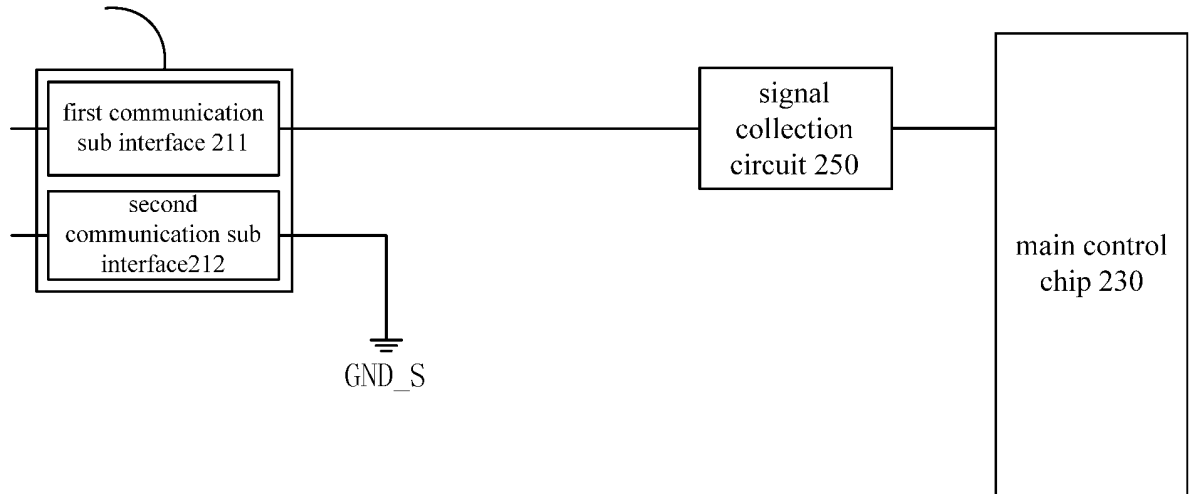 first communication
sub interface 211
second
communication sub
interface212
GND_S
signal
collection
circuit 250
main control
chip 230